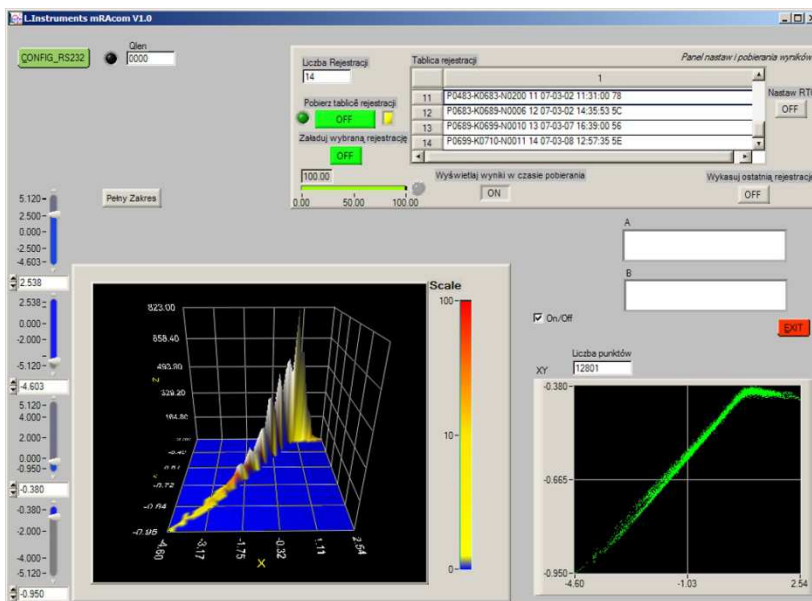 L.Instruments mRAcom V1.0
CONFIG_RS232
Qlen
0000
Panel nastaw i pobierania wyników
Liczba Rejestracji
14
Tablica rejestracji
1
11 P0483-K0683-N0200 11 07-03-02 11:31:00 78
12 P0683-K0689-N0006 12 07-03-02 14:35:53 5C
13 P0689-K0699-N0010 13 07-03-07 16:39:00 56
14 P0699-K0710-N0011 14 07-03-08 12:57:35 5E
Nastaw RTC
OFF
Pobierz tablicê rejestracji
OFF
Załaduj wybraną rejestrację
OFF
100.00
0.00 50.00 100.00
Wyświetlaj wyniki w czasie pobierania
ON
Wykasuj ostatnią rejestrację
OFF
Pełny Zakres
5.120
2.500
0.000
-2.500
-4.603
2.538
2.538
0.000
-2.000
-5.120
-4.603
5.120
4.000
2.000
0.000
-0.950
-0.380
-0.380
-2.000
-4.000
-5.120
-0.950
A
B
On/Off
EXIT
Scale
100
10
0
823.00
658.40
493.80
329.20
164.60
Z
-0.72
-0.84
-0.95
-4.60 -3.17 -1.75 -0.32 1.11 2.54
X
Liczba punktów
12801
XY
-0.380
-0.665
-0.950
-4.60 -1.03 2.54